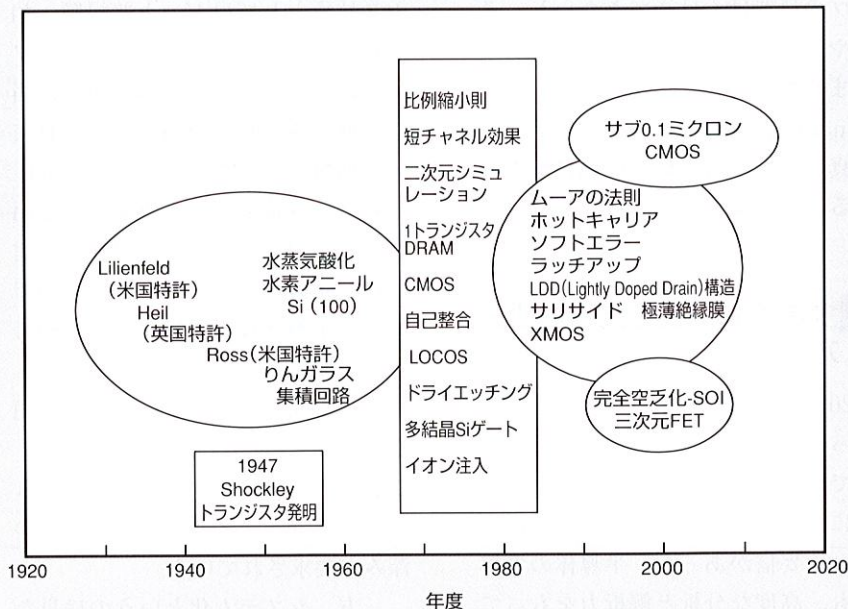 Lilienfeld
(米国特許)
Heil
(英国特許)
Ross(米国特許)
りんガラス
集積回路
水蒸気酸化
水素アニール
Si (100)
1947
Shockley
トランジスタ発明
比例縮小則
短チャネル効果
二次元シミュ
レーション
1トランジスタ
DRAM
CMOS
自己整合
LOCOS
ドライエッチング
多結晶Siゲート
イオン注入
サブ0.1ミクロン
CMOS
ムーアの法則
ホットキャリア
ソフトエラー
ラッチアップ
LDD(Lightly Doped Drain)構造
サリサイド 極薄絶縁膜
XMOS
完全空乏化-SOI
三次元FET
1920 1940 1960 1980 2000 2020
年度